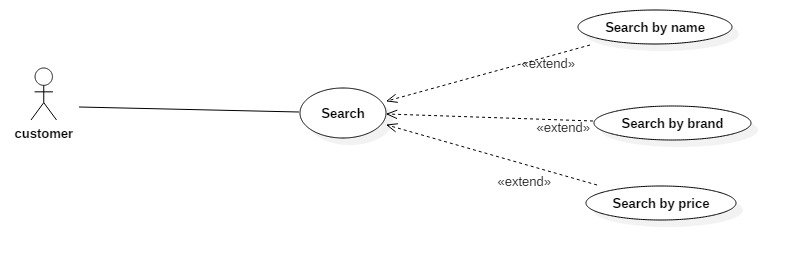 Search by name
«extend»
customer
Search
«extend»
Search by brand
«extend»
Search by price